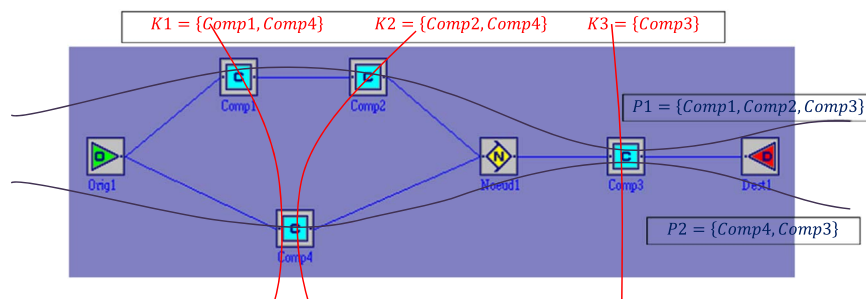 K1 = {Comp1, Comp4} K2 = {Comp2, Comp4} K3 = {Comp3}
C C
Comp1 Comp2
P1 = {Comp1, Comp2, Comp3}
O N C D
Orig1 Noeud1 Comp3 Dest1
C
Comp4
P2 = {Comp4, Comp3}